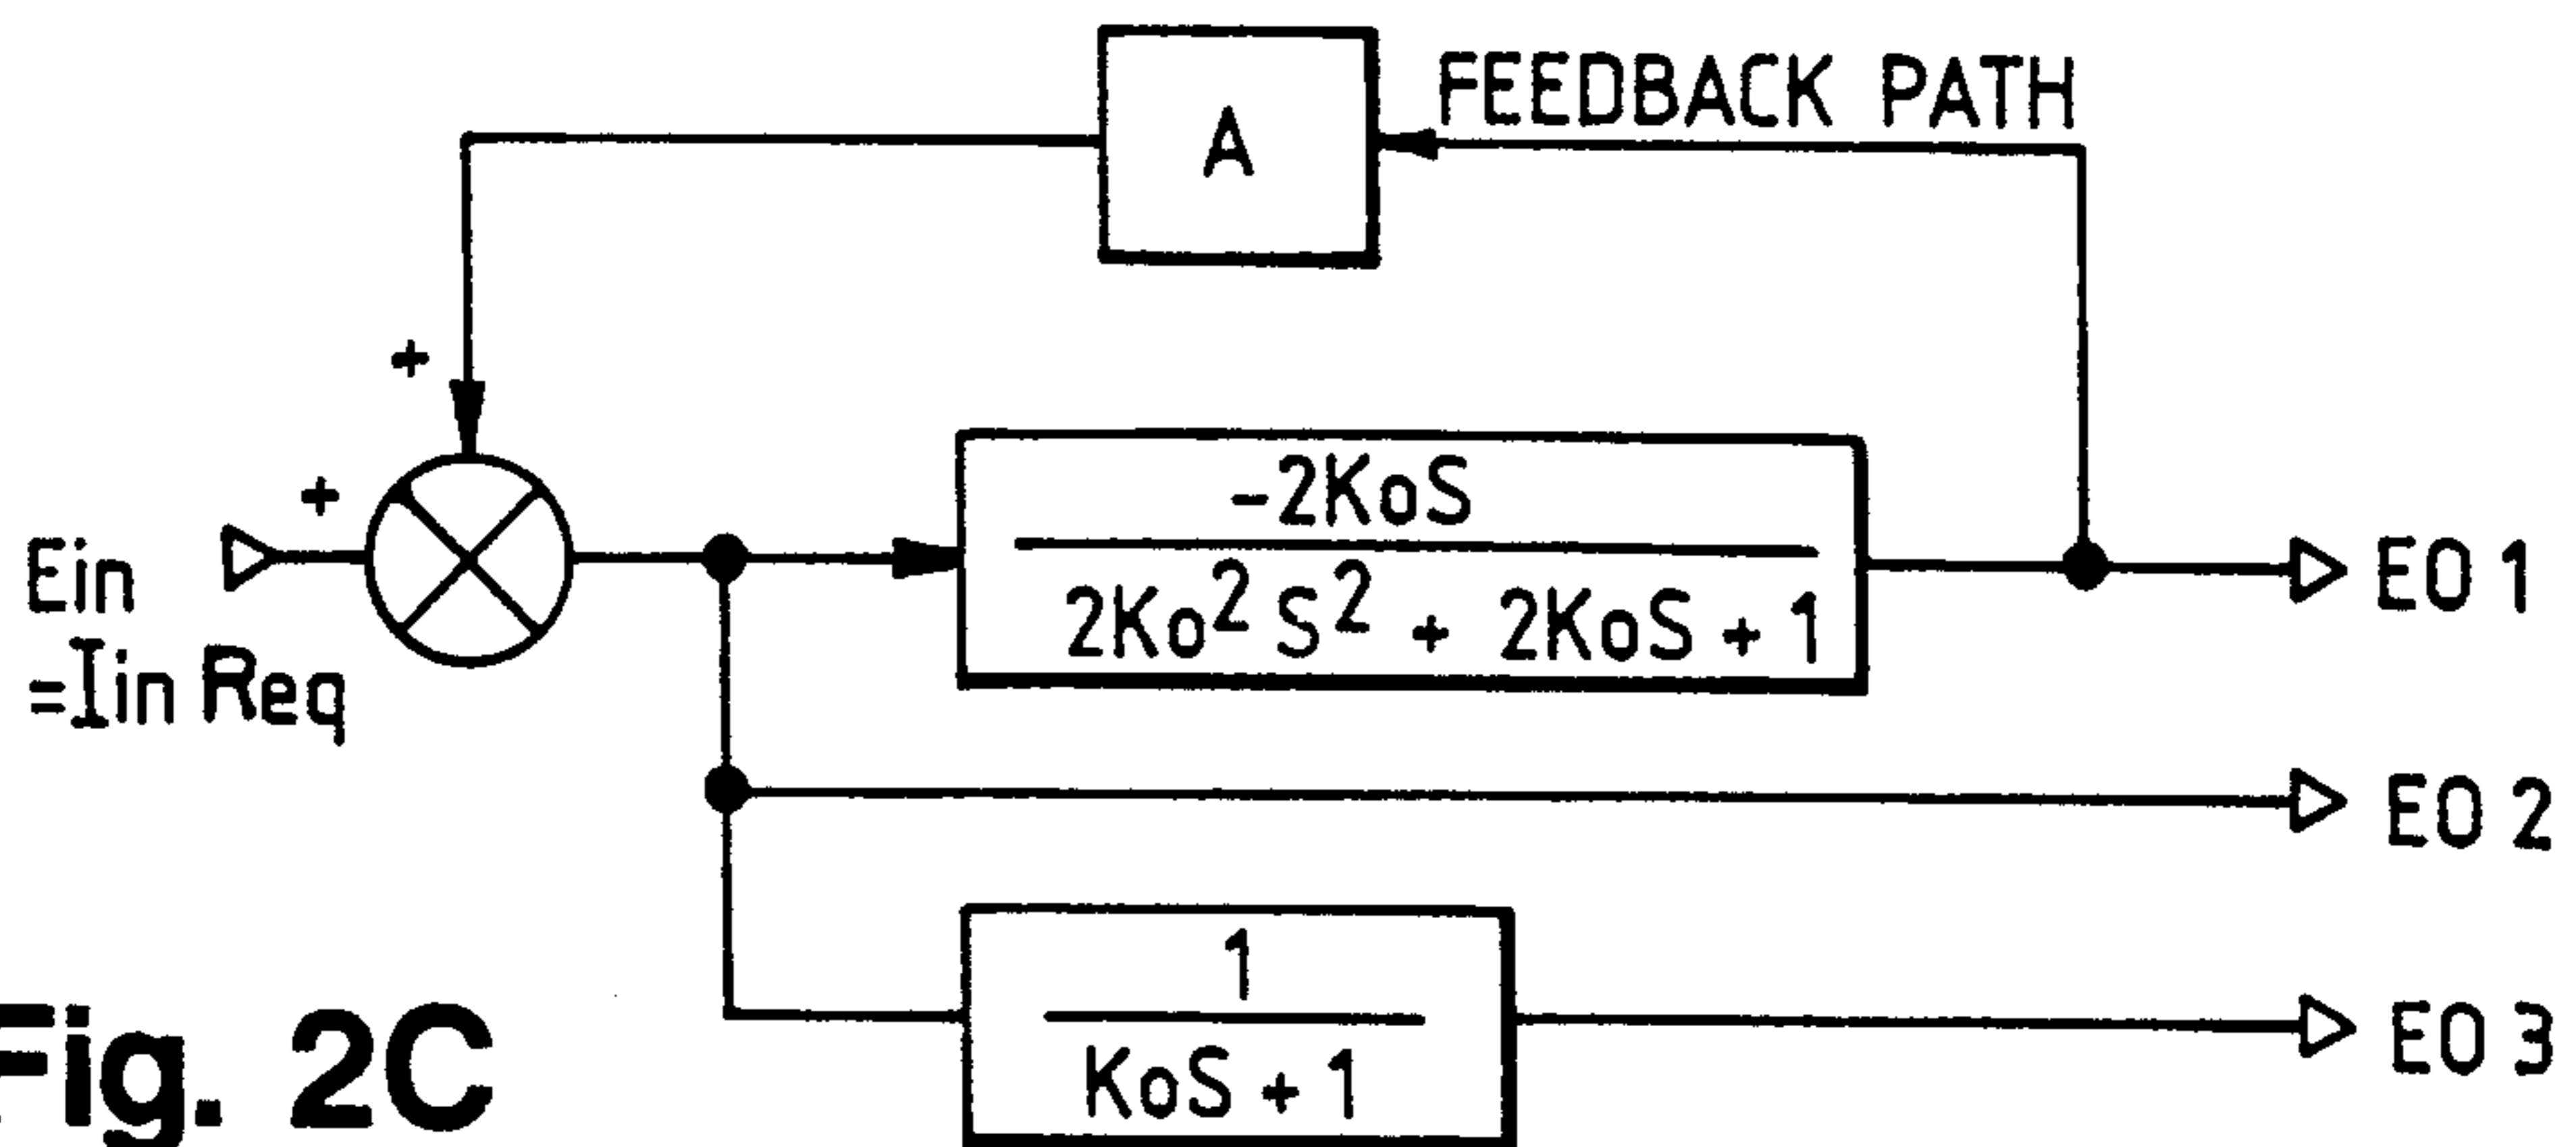 A
FEEDBACK PATH
+
+
Ein
=Iin Req
-2KoS
2Ko² S² + 2KoS + 1
EO 1
EO 2
1
KoS + 1
EO 3
Fig. 2C